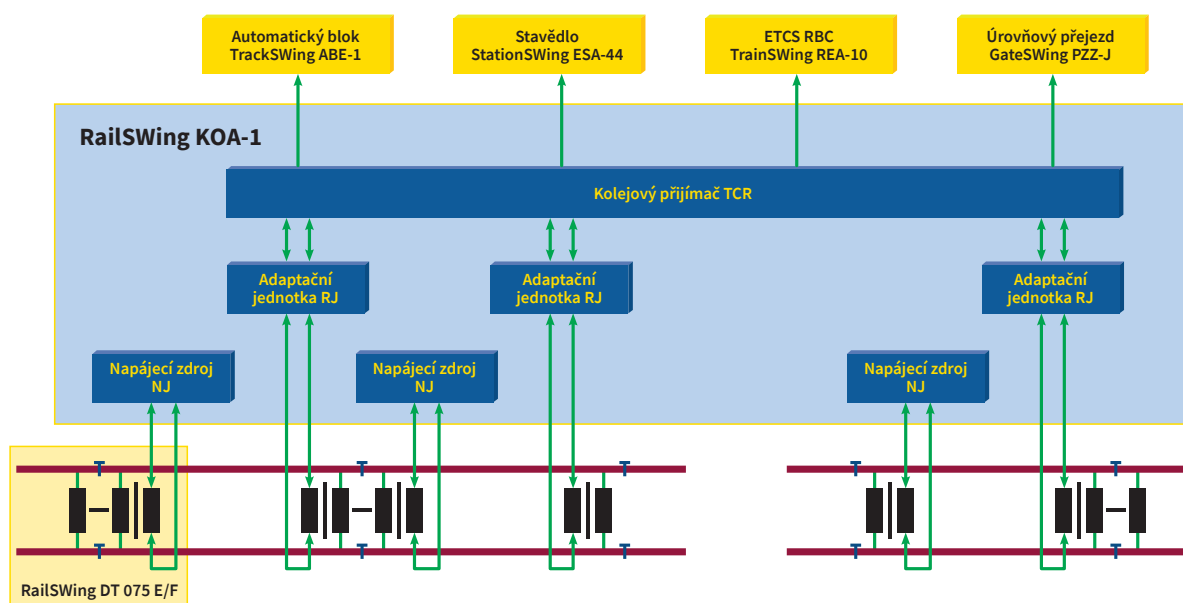 Automatický blok
TrackSWing ABE-1
Stavědlo
StationSWing ESA-44
ETCS RBC
TrainSWing REA-10
Úrovňový přejezd
GateSWing PZZ-J
RailSWing KOA-1
Kolejový přijímač TCR
Adaptační
jednotka RJ
Adaptační
jednotka RJ
Adaptační
jednotka RJ
Napájecí zdroj
NJ
Napájecí zdroj
NJ
Napájecí zdroj
NJ
RailSWing DT 075 E/F